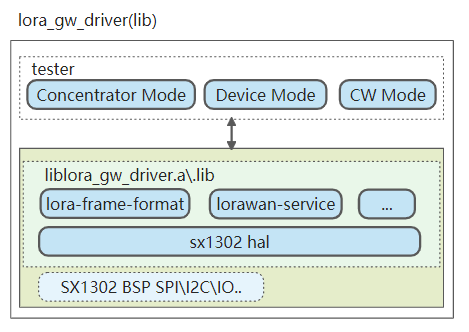 lora_gw_driver(lib)
tester
Concentrator Mode
Device Mode
CW Mode
liblora_gw_driver.a\.lib
lora-frame-format
lorawan-service
...
sx1302 hal
SX1302 BSP SPI\I2C\IO..